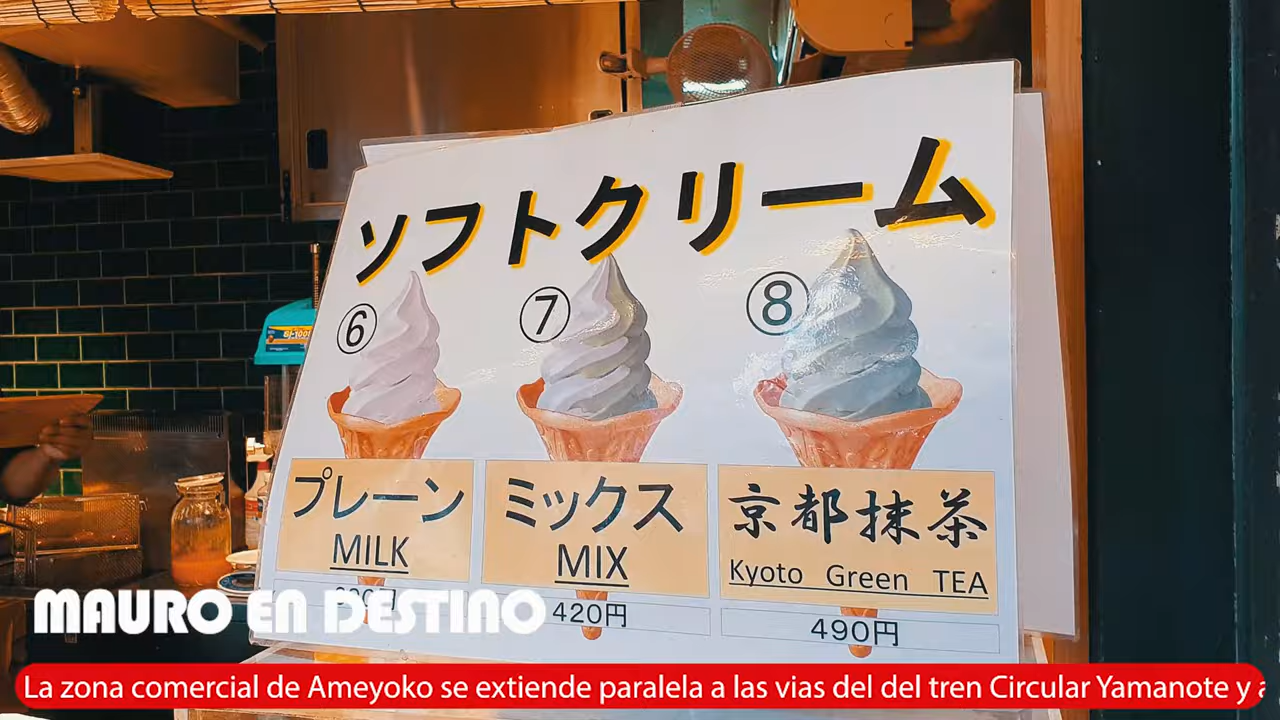 ソフトクリーム
⑥
⑦
⑧
プレーン
MILK
ミックス
MIX
京都抹茶
Kyoto Green TEA
420円
490円
MAURO EN DESTINO
La zona comercial de Ameyoko se extiende paralela a las vias del del tren Circular Yamanote y